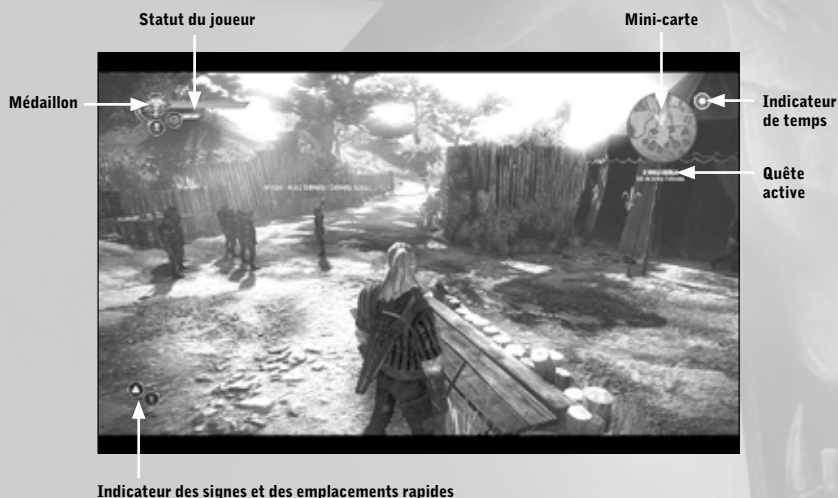 Statut du joueur
Mini-carte
Médaillon
Indicateur
de temps
Quête
active
Indicateur des signes et des emplacements rapides